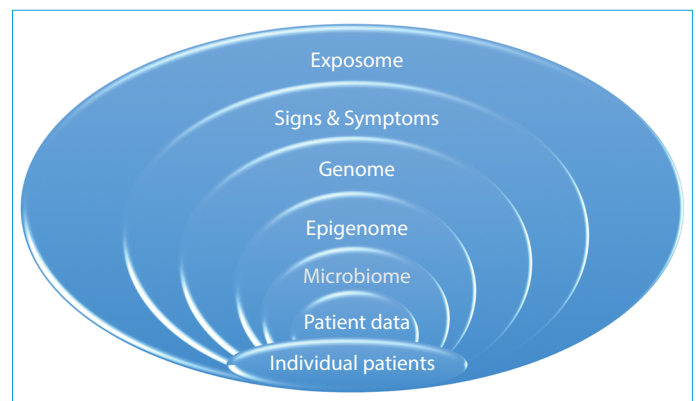 Exposome
Signs & Symptoms
Genome
Epigenome
Microbiome
Patient data
Individual patients